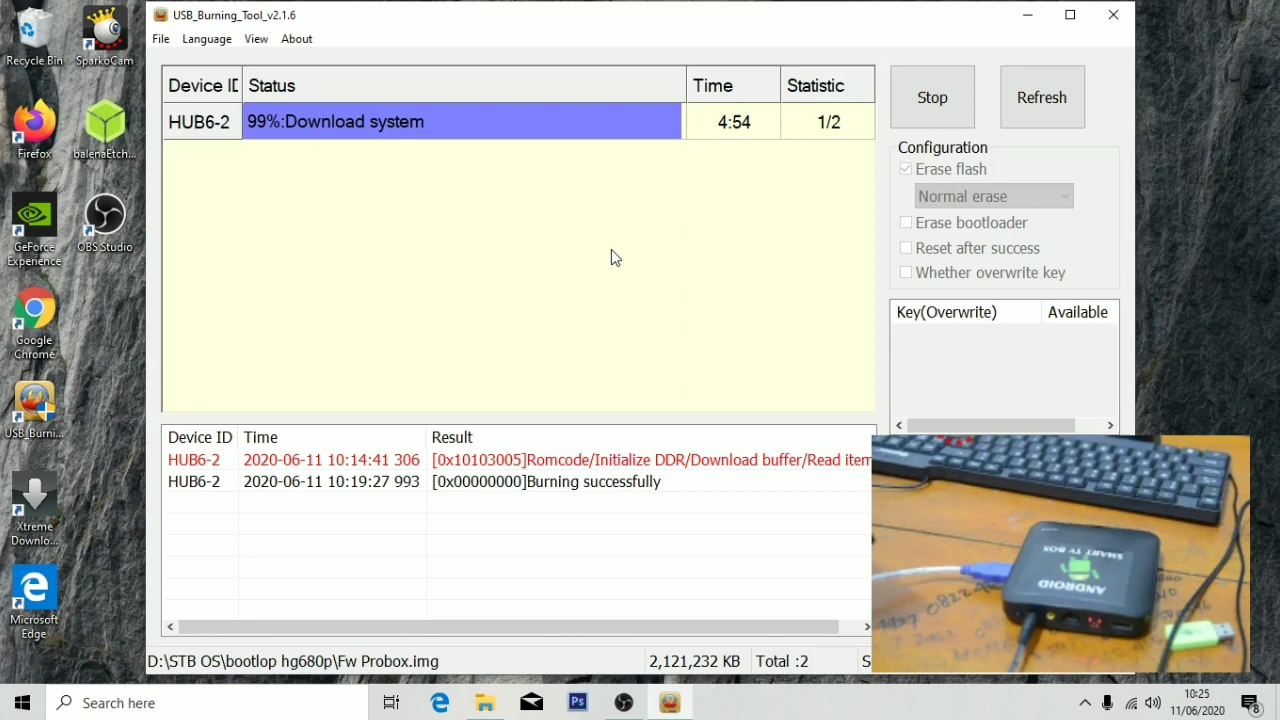 USB_Burning_Tool_v2.1.6
File Language View About
Device ID Status Time Statistic
HUB6-2 99%:Download system 4:54 1/2
Stop Refresh
Configuration
Erase flash
Normal erase
Erase bootloader
Reset after success
Whether overwrite key
Key(Overwrite) Available
Device ID Time Result
HUB6-2 2020-06-11 10:14:41 306 [0x10103005]Romcode/Initialize DDR/Download buffer/Read item
HUB6-2 2020-06-11 10:19:27 993 [0x00000000]Burning successfully
D:\STB OS\bootlop hg680p\Fw Probox.img 2,121,232 KB Total :2 S
Recycle Bin
SparkoCam
Firefox
balenaEtch...
GeForce
Experience
OBS Studio
Google
Chrome
USB_Burni...
Xtreme
Downlo...
Microsoft
Edge
SMART TV BOX
ANDROID
Search here
Ps
10:25
11/06/2020
8